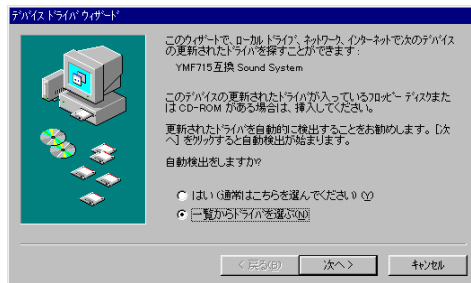 デバイス ドライバ ウィザード
このウィザードで、ローカル ドライブ、ネットワーク、インターネットで次のデバイス
の更新されたドライバを探すことができます:
YMF715互換 Sound System
このデバイスの更新されたドライバが入っているフロッピー ディスクまた
は CD-ROM がある場合は、挿入してください。
更新されたドライバを自動的に検出することをお勧めします。[次
へ] をクリックすると自動検出が始まります。
自動検出をしますか?
はい (通常はこちらを選んでください) (Y)
一覧からドライバを選ぶ(N)
< 戻る(B)
次へ >
キャンセル